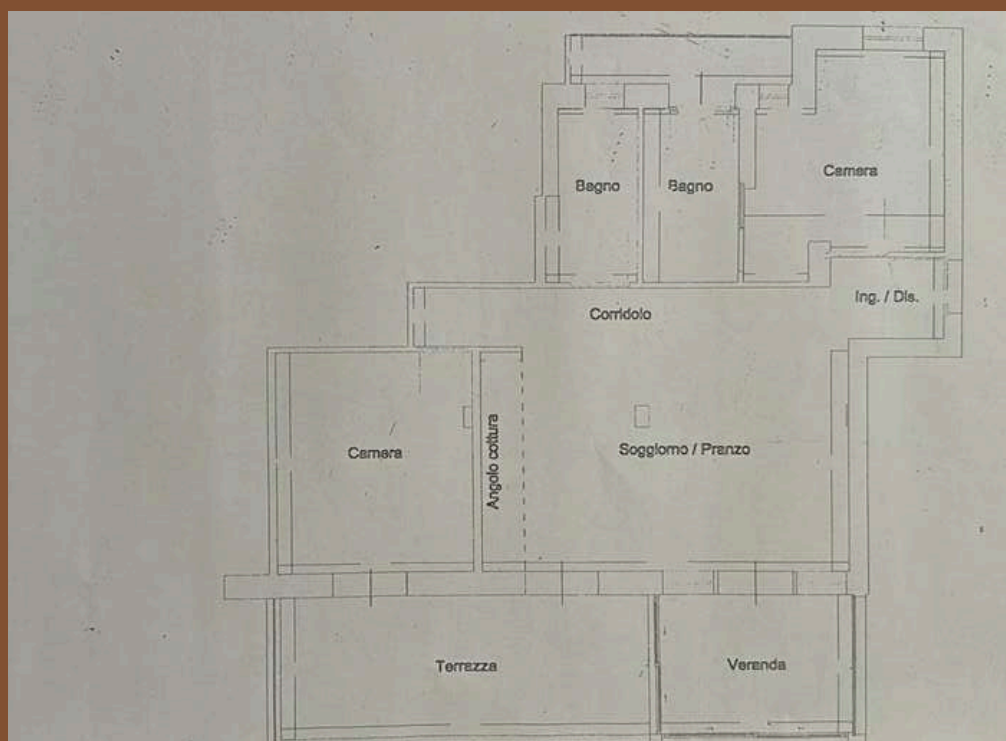 Bagno
Bagno
Camera
Ing. / Dis.
Corridoio
Camera
Angolo cottura
Soggiorno / Pranzo
Terrazza
Veranda